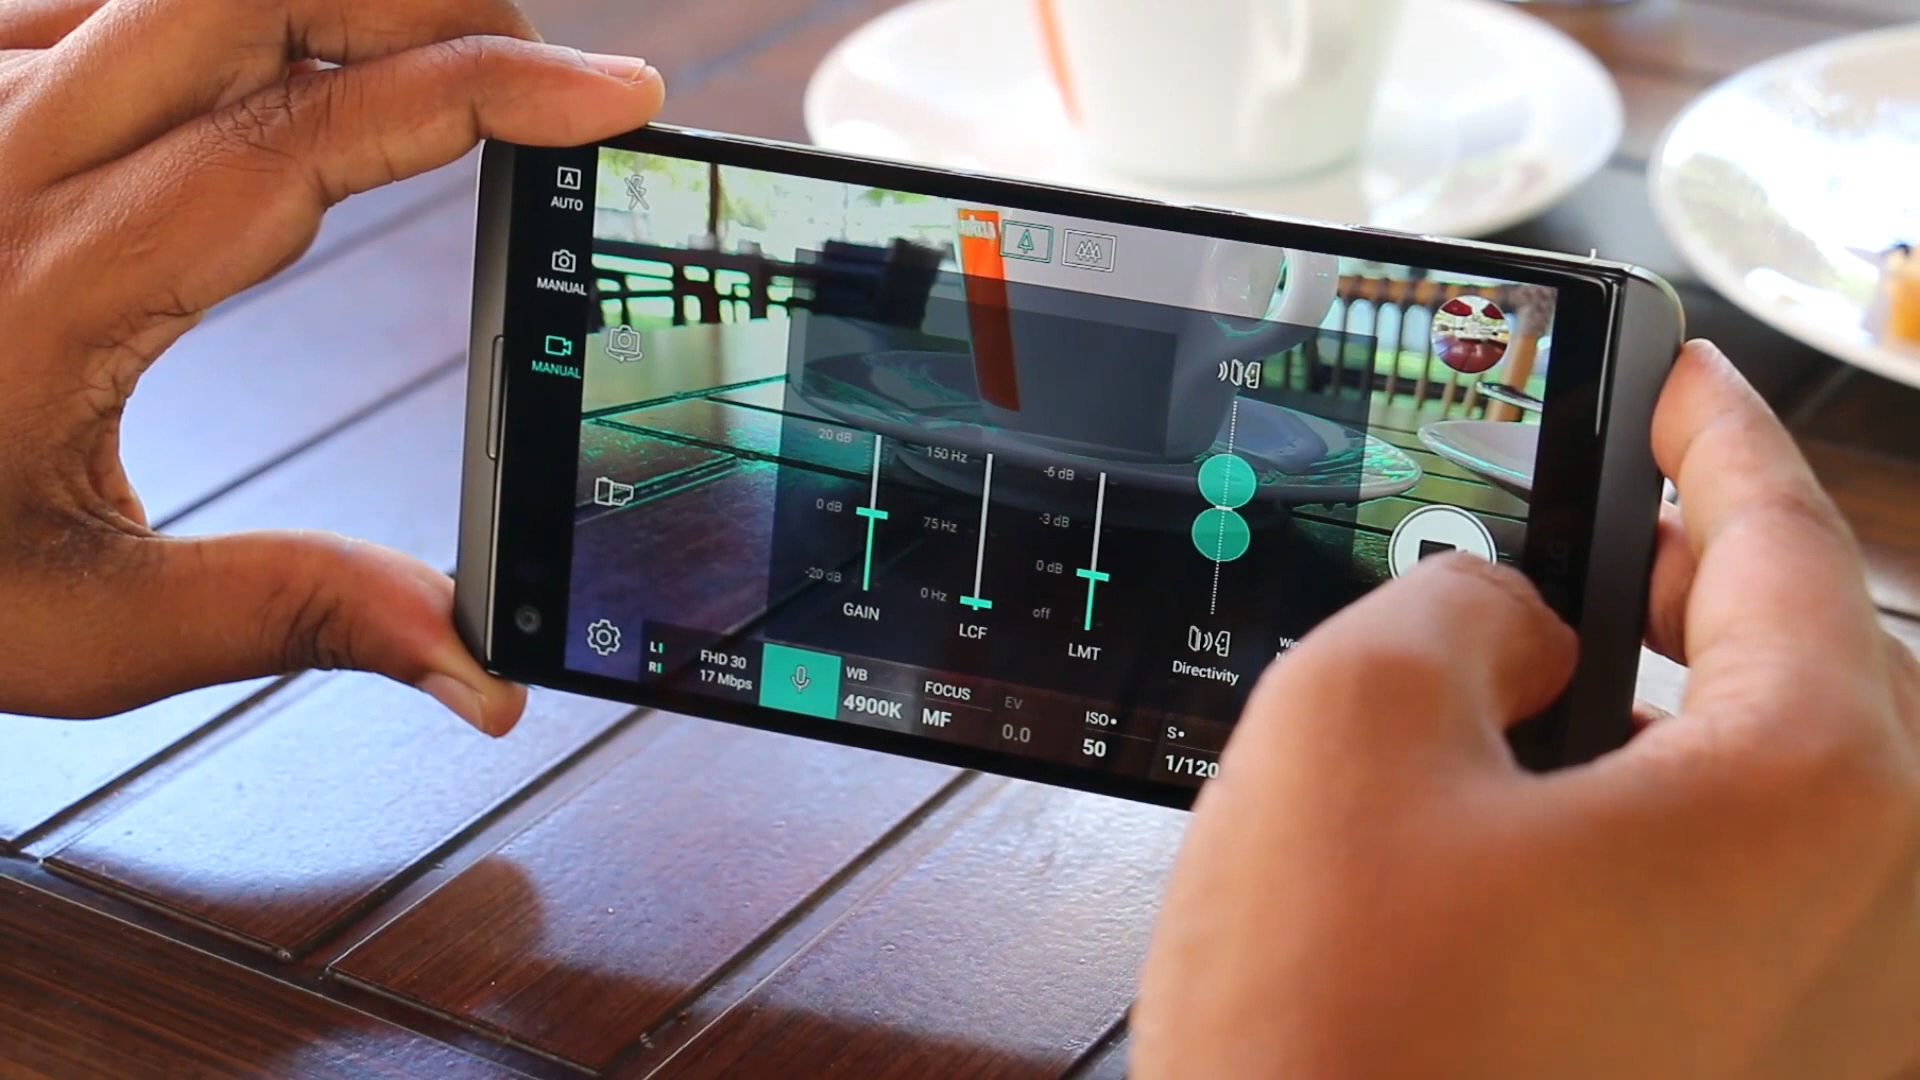 AUTO
MANUAL
MANUAL
20 dB
0 dB
-20 dB
GAIN
150 Hz
75 Hz
0 Hz
LCF
-6 dB
-3 dB
0 dB
off
LMT
Directivity
L
R
FHD 30
17 Mbps
WB
4900K
FOCUS
MF
EV
0.0
ISO•
50
S•
1/120